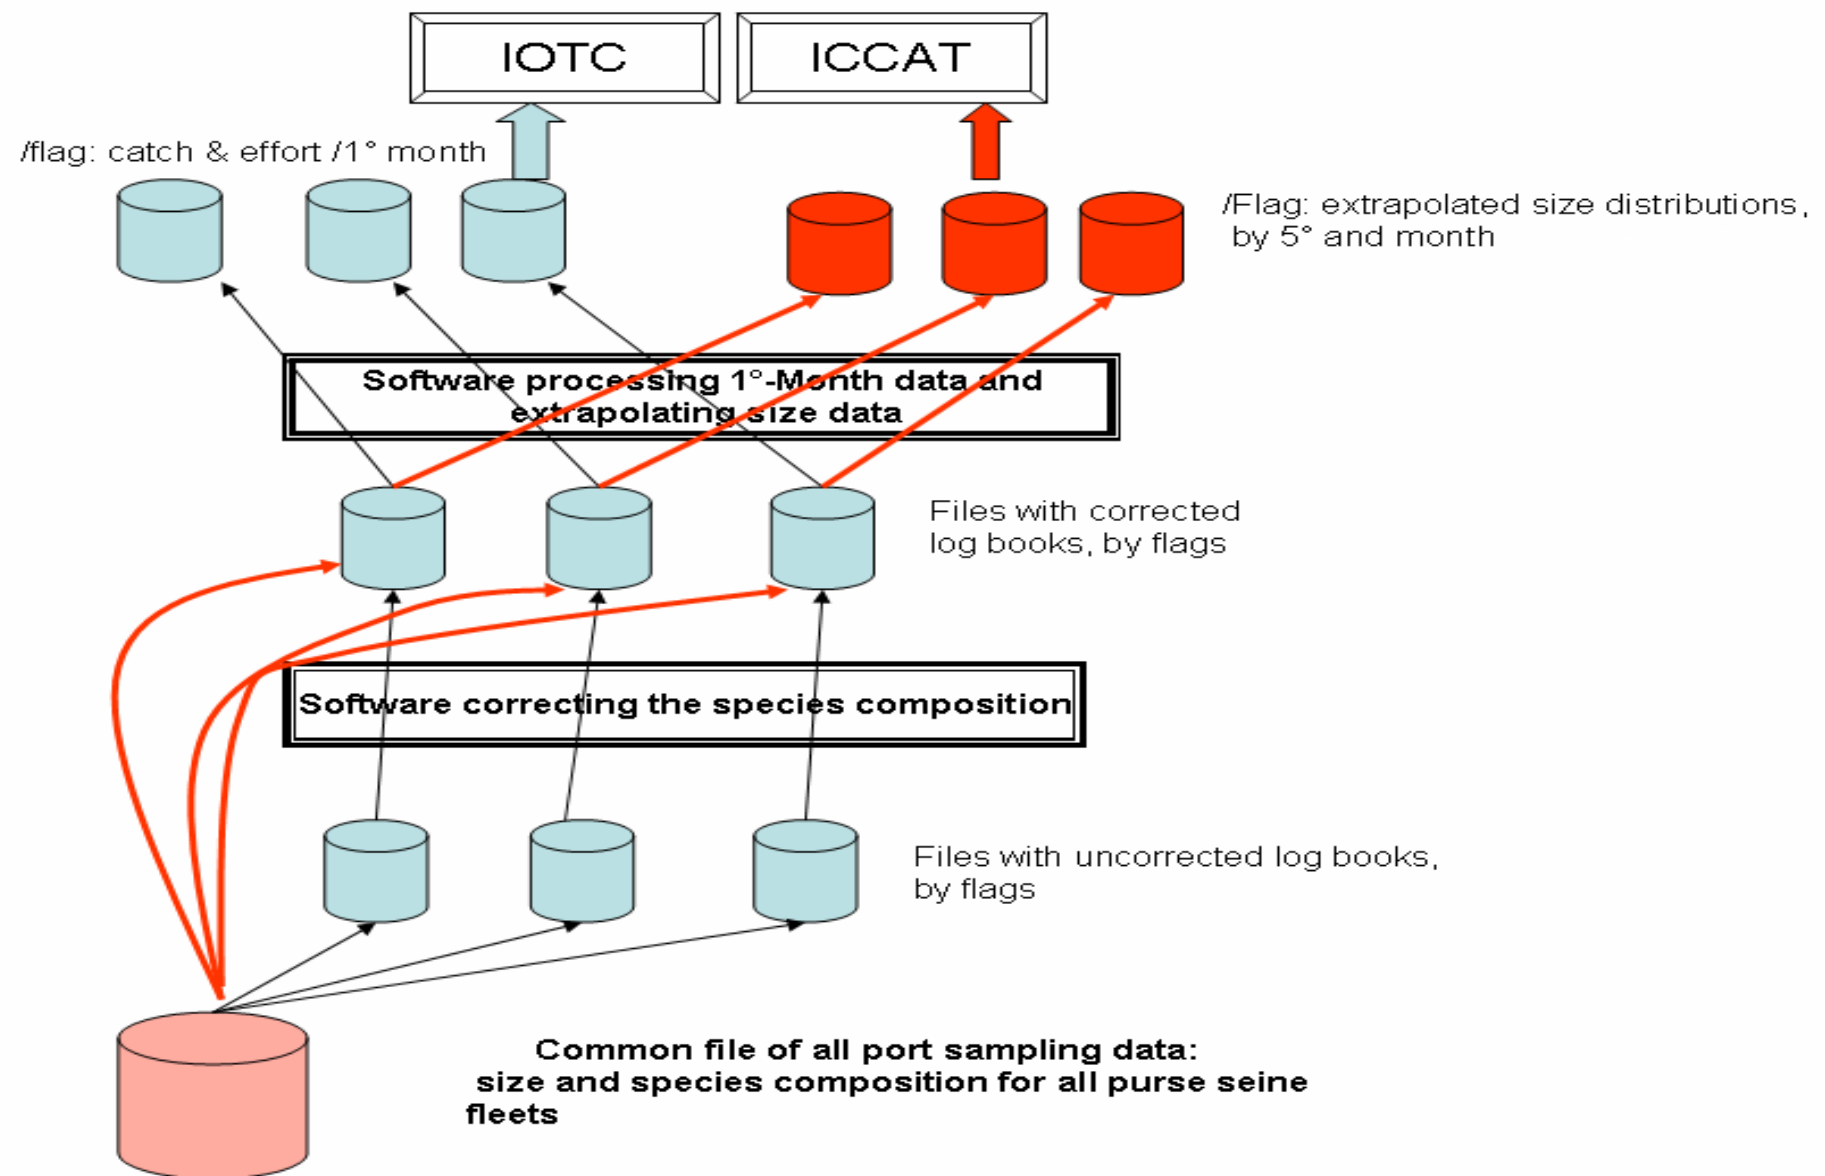 IOTC
ICCAT
/flag: catch & effort /1° month
/Flag: extrapolated size distributions,
by 5° and month
Software processing 1°-Month data and
extrapolating size data
Files with corrected
log books, by flags
Software correcting the species composition
Files with uncorrected log books,
by flags
Common file of all port sampling data:
size and species composition for all purse seine
fleets